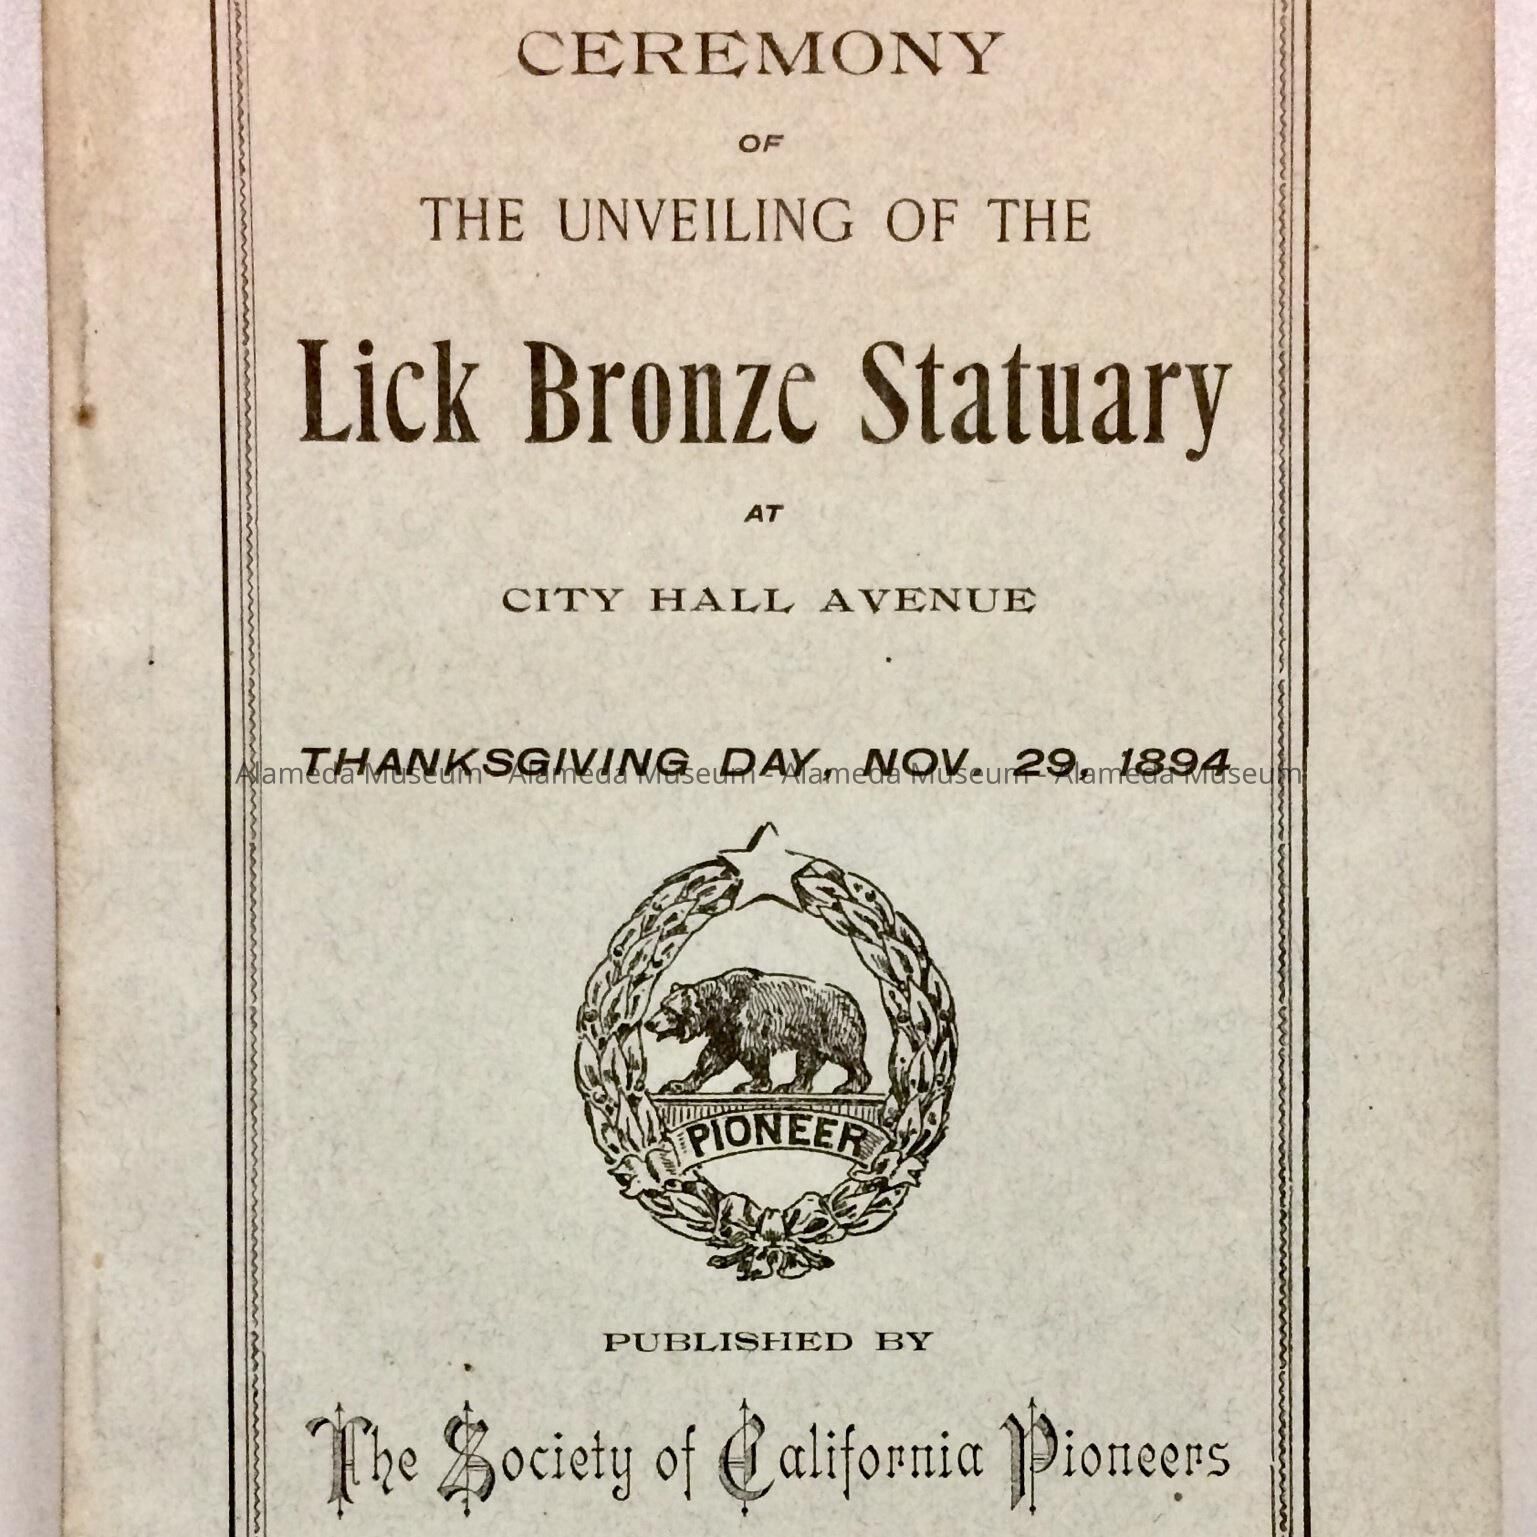 CEREMONY
OF
THE UNVEILING OF THE
Lick Bronze Statuary
AT
CITY HALL AVENUE
THANKSGIVING DAY, NOV. 29, 1894
Alameda Museum - Alameda Museum - Alameda Museum - Alameda Museum
PIONEER
PUBLISHED BY
The Society of California Pioneers